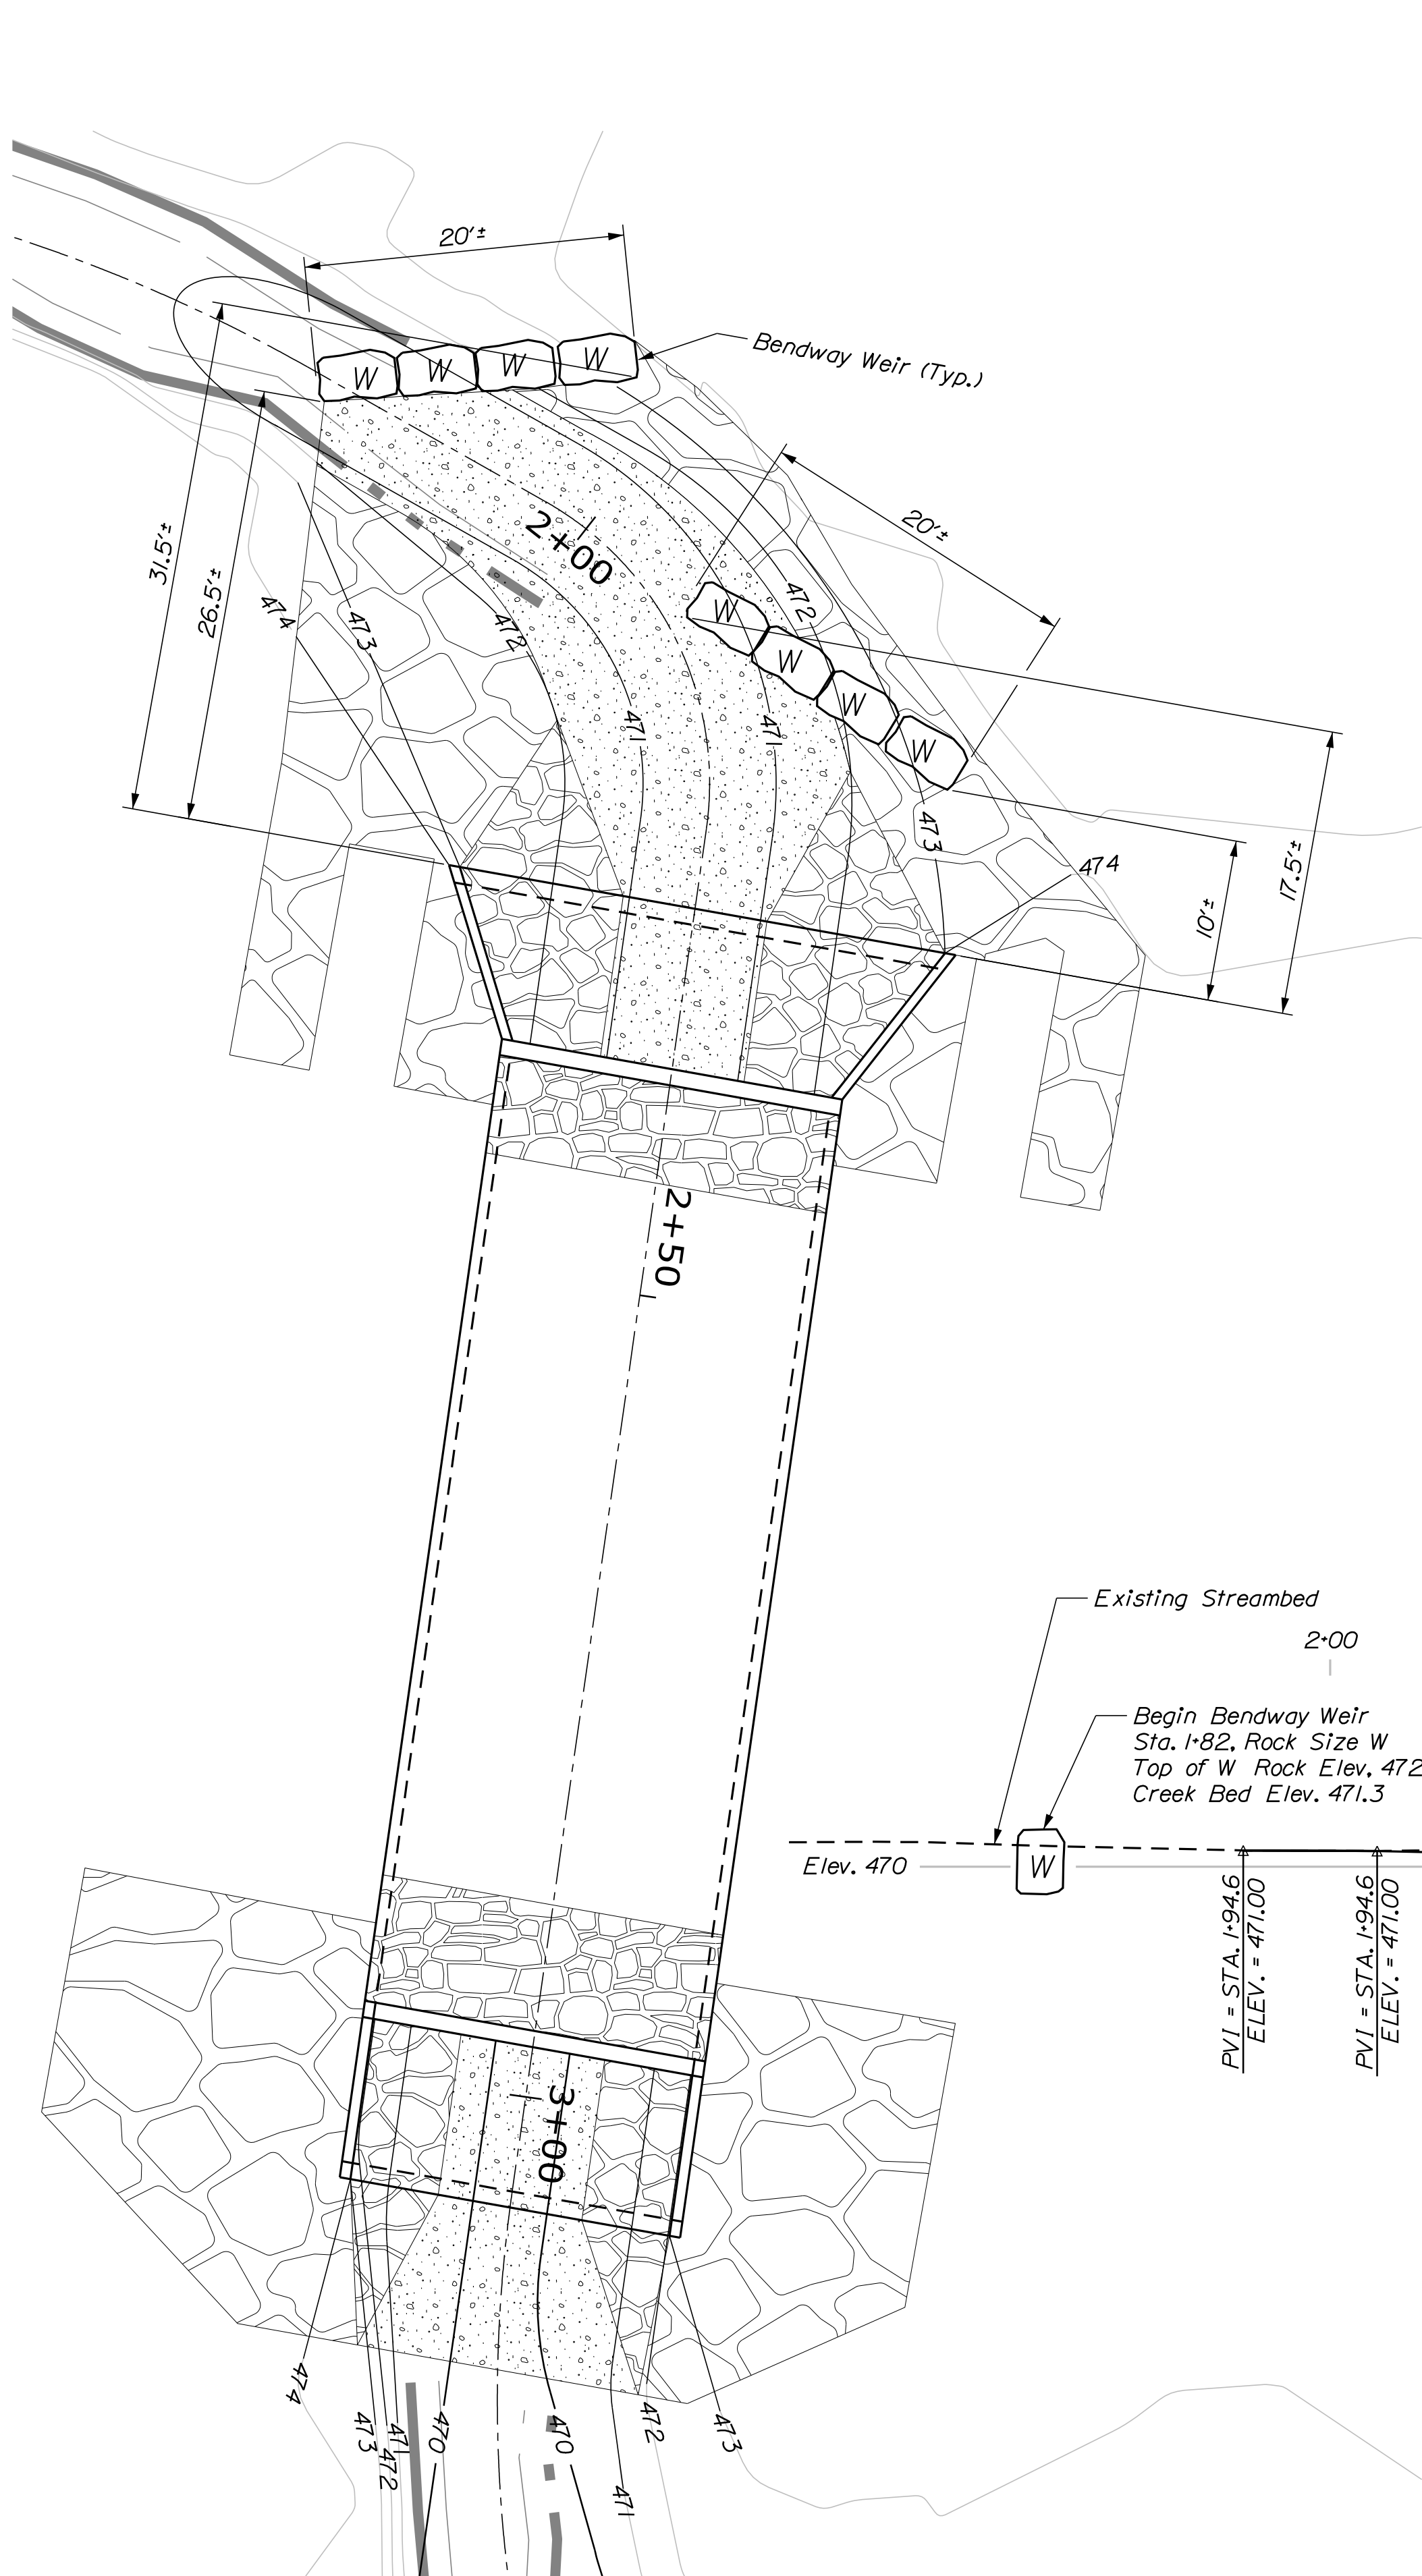 20'±
W
W
W
W
Bendway Weir (Typ.)
20'±
31.5'±
26.5'±
2+00
474
473
472
472
W
W
W
W
471
471
473
474
10'±
17.5'±
2+50
Existing Streambed
2+00
Begin Bendway Weir
Sta. 1+82, Rock Size W
Top of W Rock Elev. 472
Creek Bed Elev. 471.3
Elev. 470
W
PVI = STA. 1+94.6
ELEV. = 471.00
PVI = STA. 1+94.6
ELEV. = 471.00
3+00
474
473
472
471
470
470
471
472
473